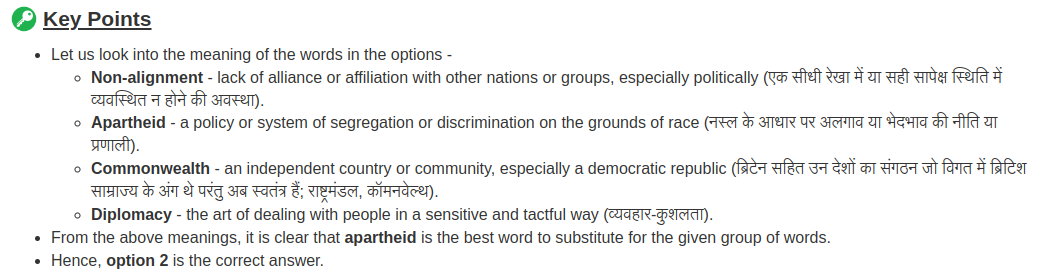 Key Points
• Let us look into the meaning of the words in the options -
◦ Non-alignment - lack of alliance or affiliation with other nations or groups, especially politically (एक सीधी रेखा में या सही सापेक्ष स्थिति में
व्यवस्थित न होने की अवस्था).
◦ Apartheid - a policy or system of segregation or discrimination on the grounds of race (नस्ल के आधार पर अलगाव या भेदभाव की नीति या
प्रणाली).
◦ Commonwealth - an independent country or community, especially a democratic republic (ब्रिटेन सहित उन देशों का संगठन जो विगत में ब्रिटिश
साम्राज्य के अंग थे परंतु अब स्वतंत्र हैं; राष्ट्रमंडल, कॉमनवेल्थ).
◦ Diplomacy - the art of dealing with people in a sensitive and tactful way (व्यवहार-कुशलता).
• From the above meanings, it is clear that apartheid is the best word to substitute for the given group of words.
• Hence, option 2 is the correct answer.